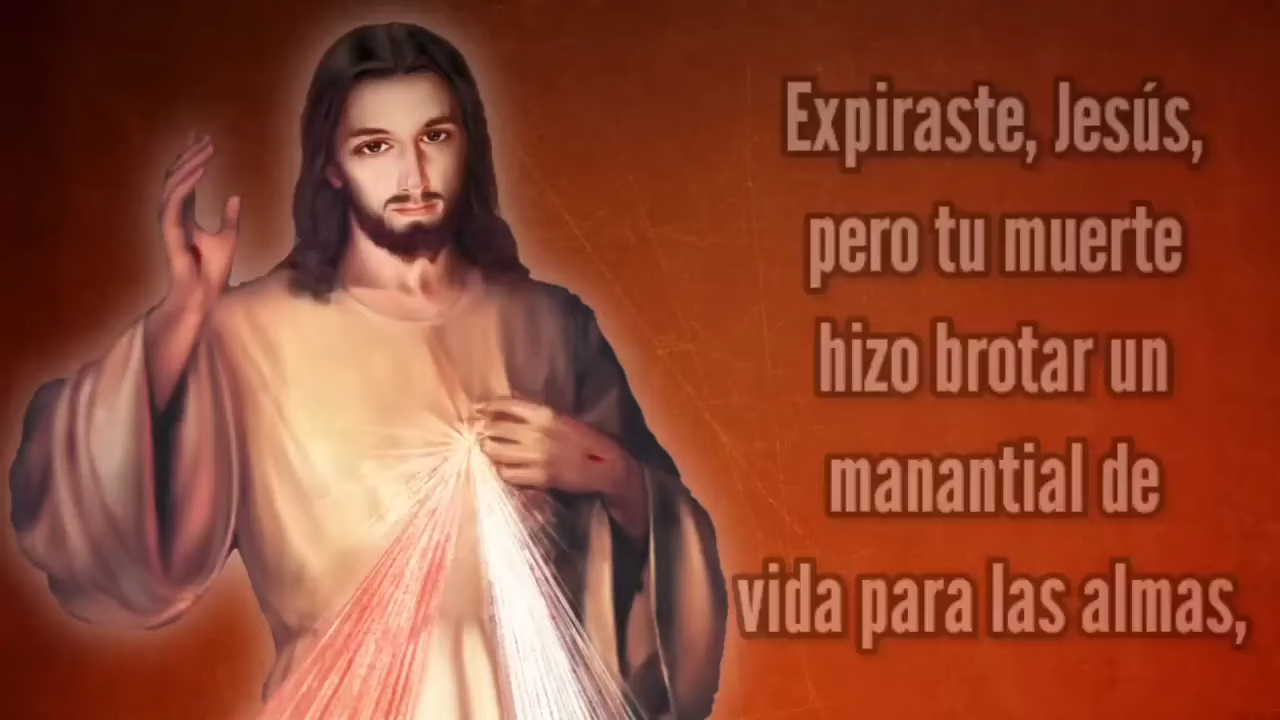 Expiraste, Jesús,
pero tu muerte
hizo brotar un
manantial de
vida para las almas,